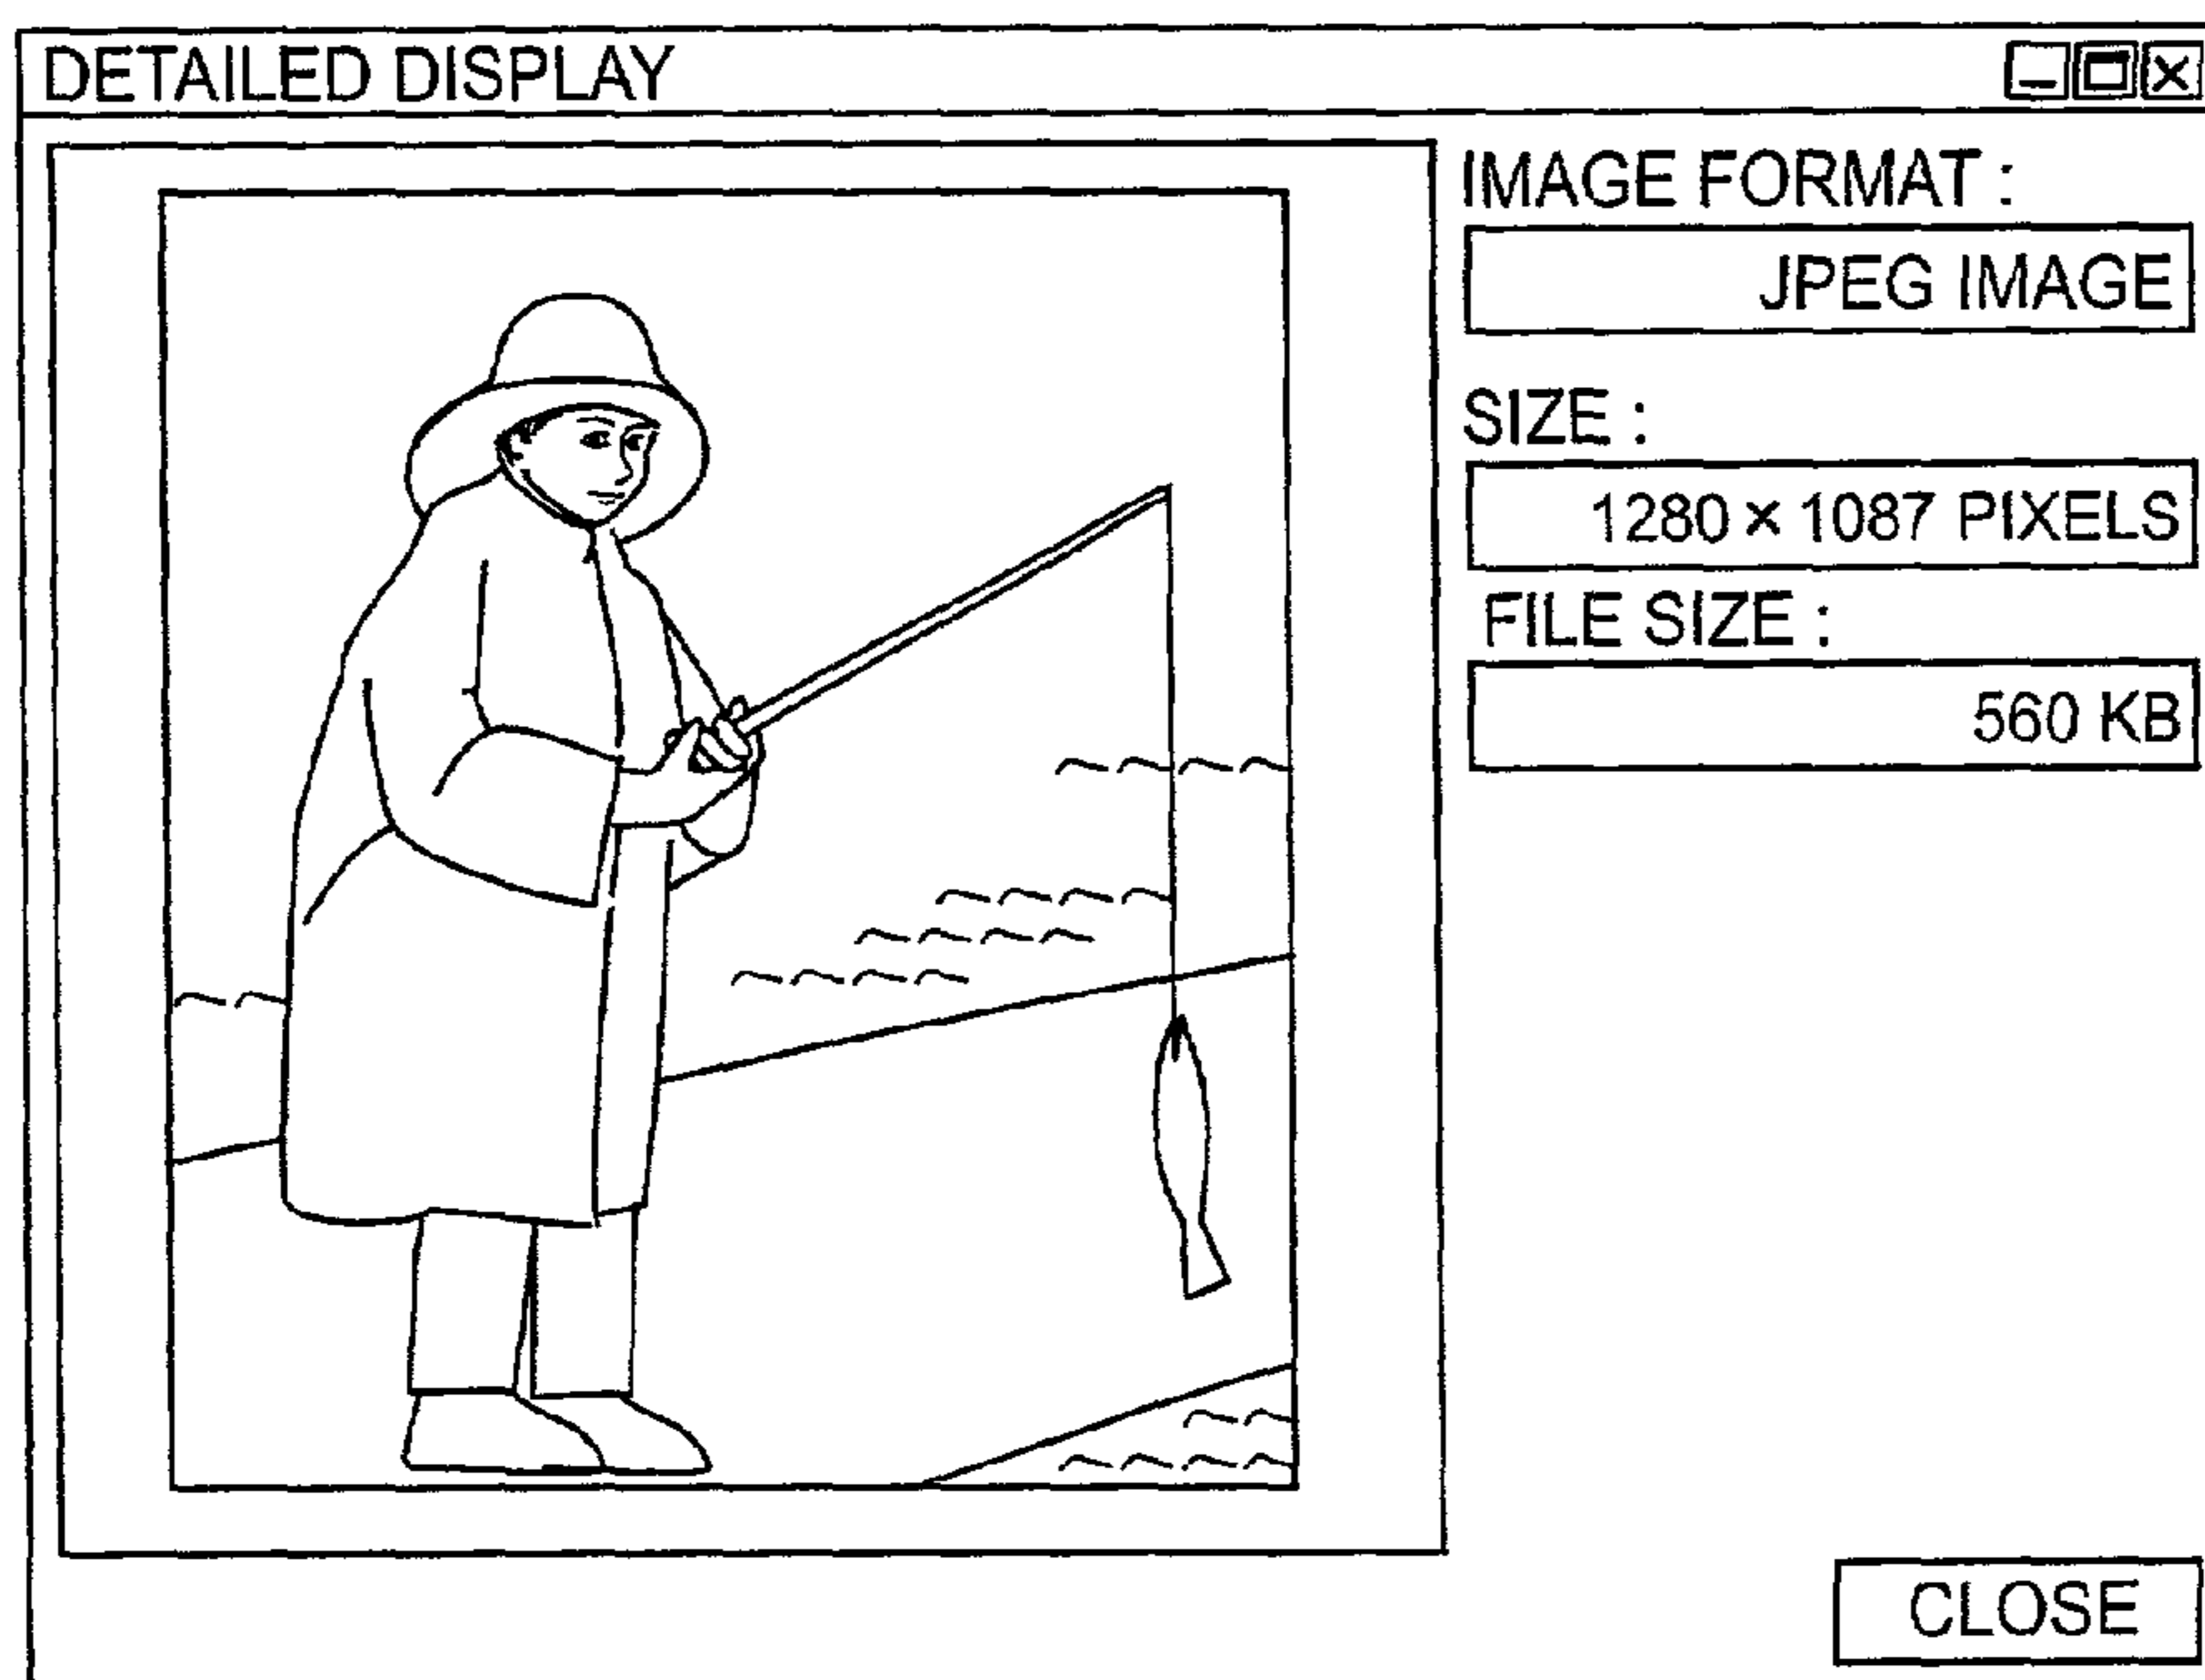 DETAILED DISPLAY
IMAGE FORMAT :
JPEG IMAGE
SIZE :
1280 × 1087 PIXELS
FILE SIZE :
560 KB
CLOSE